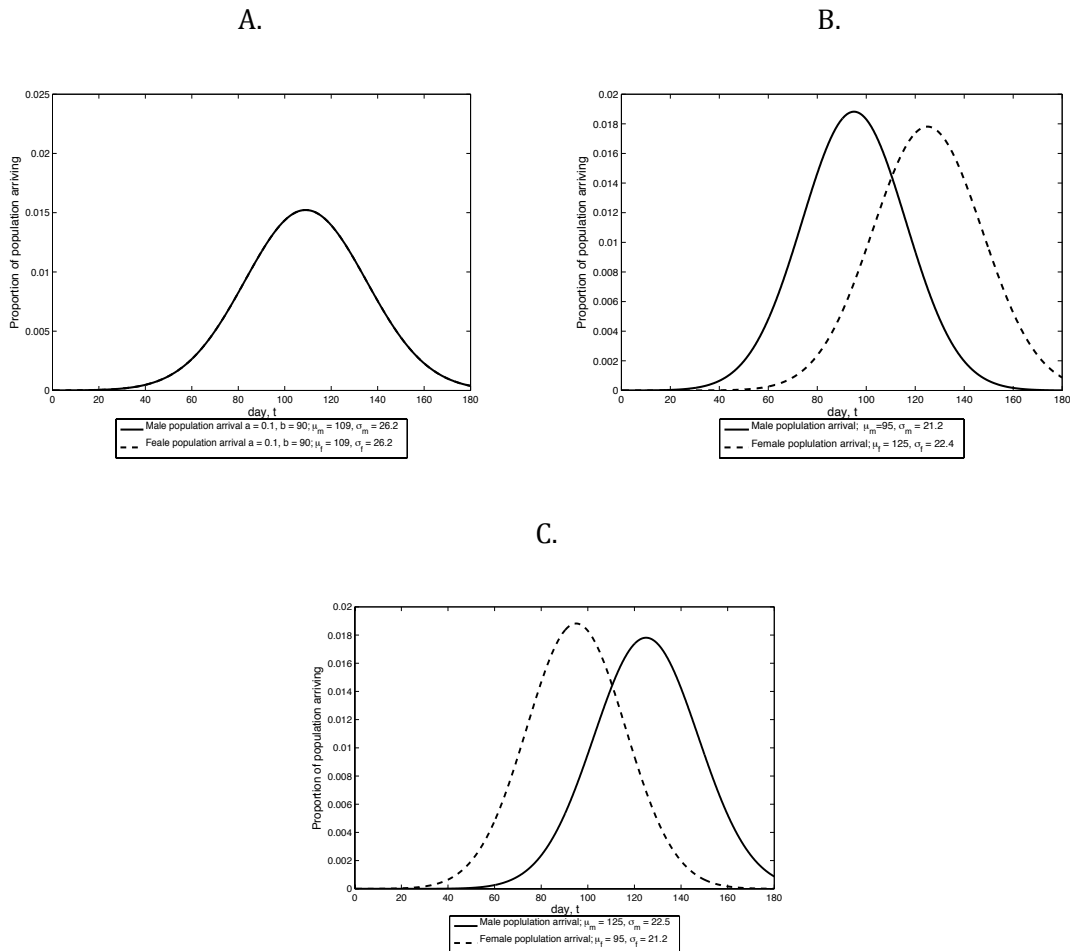 A.
B.
0.025
0.02
0.015
0.01
0.005
0
Proportion of population arriving
0 20 40 60 80 100 120 140 160 180
day, t
Male population arrival a = 0.1, b = 90; μm = 109, σm = 26.2
Feale population arrival a = 0.1, b = 90; μf = 109, σf = 26.2
0.02
0.018
0.016
0.014
0.012
0.01
0.008
0.006
0.004
0.002
0
Proportion of population arriving
0 20 40 60 80 100 120 140 160 180
day, t
Male poplulation arrival; μm=95, σm = 21.2
Female poplulation arrival; μf = 125, σf = 22.4
C.
0.02
0.018
0.016
0.014
0.012
0.01
0.008
0.006
0.004
0.002
0
Proportion of population arriving
0 20 40 60 80 100 120 140 160 180
day, t
Male poplulation arrival; μm = 125, σm = 22.5
Female poplulation arrival; μf = 95, σf = 21.2